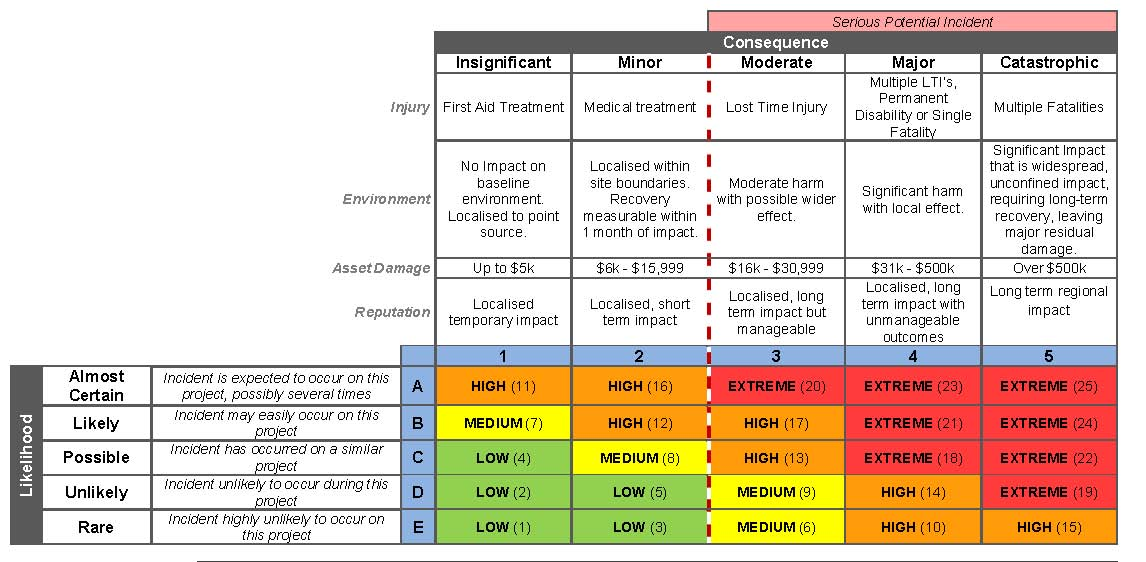 Serious Potential Incident
Consequence
Insignificant Minor Moderate Major Catastrophic
Injury
First Aid Treatment
Medical treatment
Lost Time Injury
Multiple LTI's,
Permanent
Disability or Single
Fatality
Multiple Fatalities
Environment
No Impact on
baseline
environment.
Localised to point
source.
Localised within
site boundaries.
Recovery
measurable within
1 month of impact.
Moderate harm
with possible wider
effect.
Significant harm
with local effect.
Significant Impact
that is widespread,
unconfined impact,
requiring long-term
recovery, leaving
major residual
damage.
Asset Damage
Up to $5k
$6k - $15,999
$16k - $30,999
$31k - $500k
Over $500k
Reputation
Localised
temporary impact
Localised, short
term impact
Localised, long
term impact but
manageable
Localised, long
term impact with
unmanageable
outcomes
Long term regional
impact
1 2 3 4 5
Likelihood
Almost
Certain
Incident is expected to occur on this
project, possibly several times
A
HIGH (11)
HIGH (16)
EXTREME (20)
EXTREME (23)
EXTREME (25)
Likely
Incident may easily occur on this
project
B
MEDIUM (7)
HIGH (12)
HIGH (17)
EXTREME (21)
EXTREME (24)
Possible
Incident has occurred on a similar
project
C
LOW (4)
MEDIUM (8)
HIGH (13)
EXTREME (18)
EXTREME (22)
Unlikely
Incident unlikely to occur during this
project
D
LOW (2)
LOW (5)
MEDIUM (9)
HIGH (14)
EXTREME (19)
Rare
Incident highly unlikely to occur on
this project
E
LOW (1)
LOW (3)
MEDIUM (6)
HIGH (10)
HIGH (15)